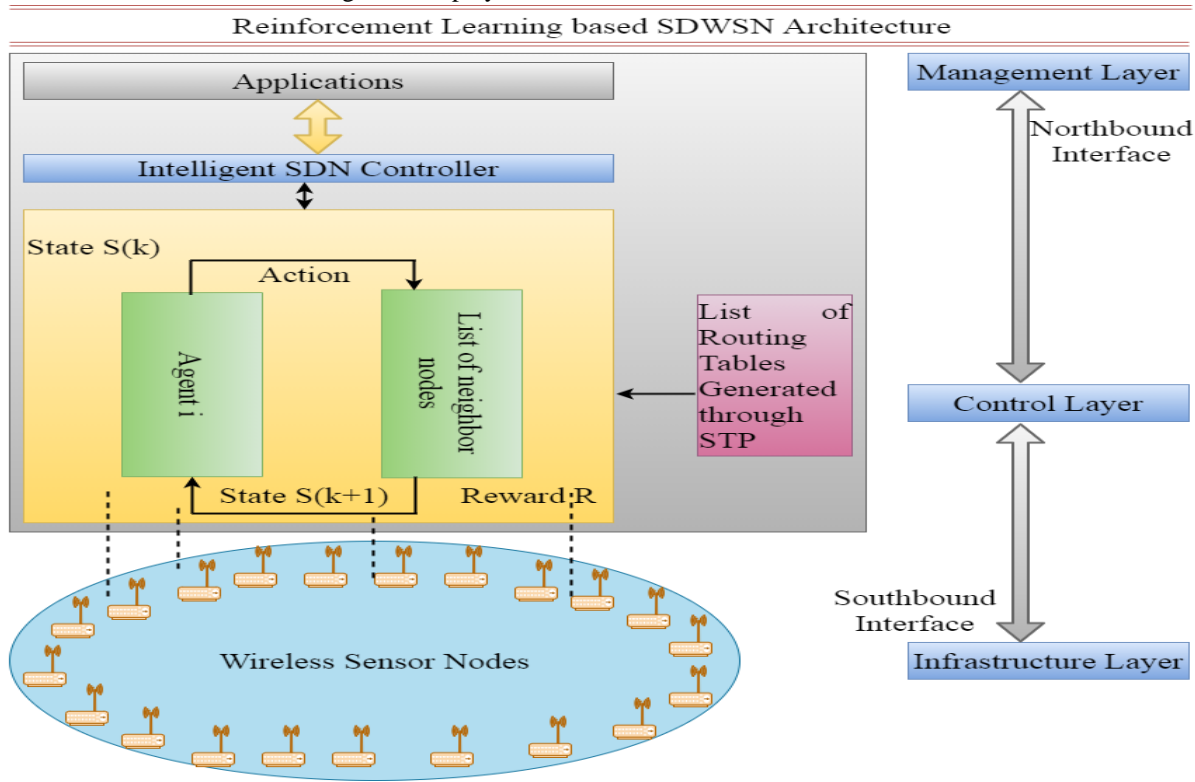 Reinforcement Learning based SDWSN Architecture
Applications
Intelligent SDN Controller
State S(k)
Action
Agent i
List of neighbor
nodes
State S(k+1)
Reward R
List of
Routing
Tables
Generated
through
STP
Wireless Sensor Nodes
Management Layer
Northbound
Interface
Control Layer
Southbound
Interface
Infrastructure Layer